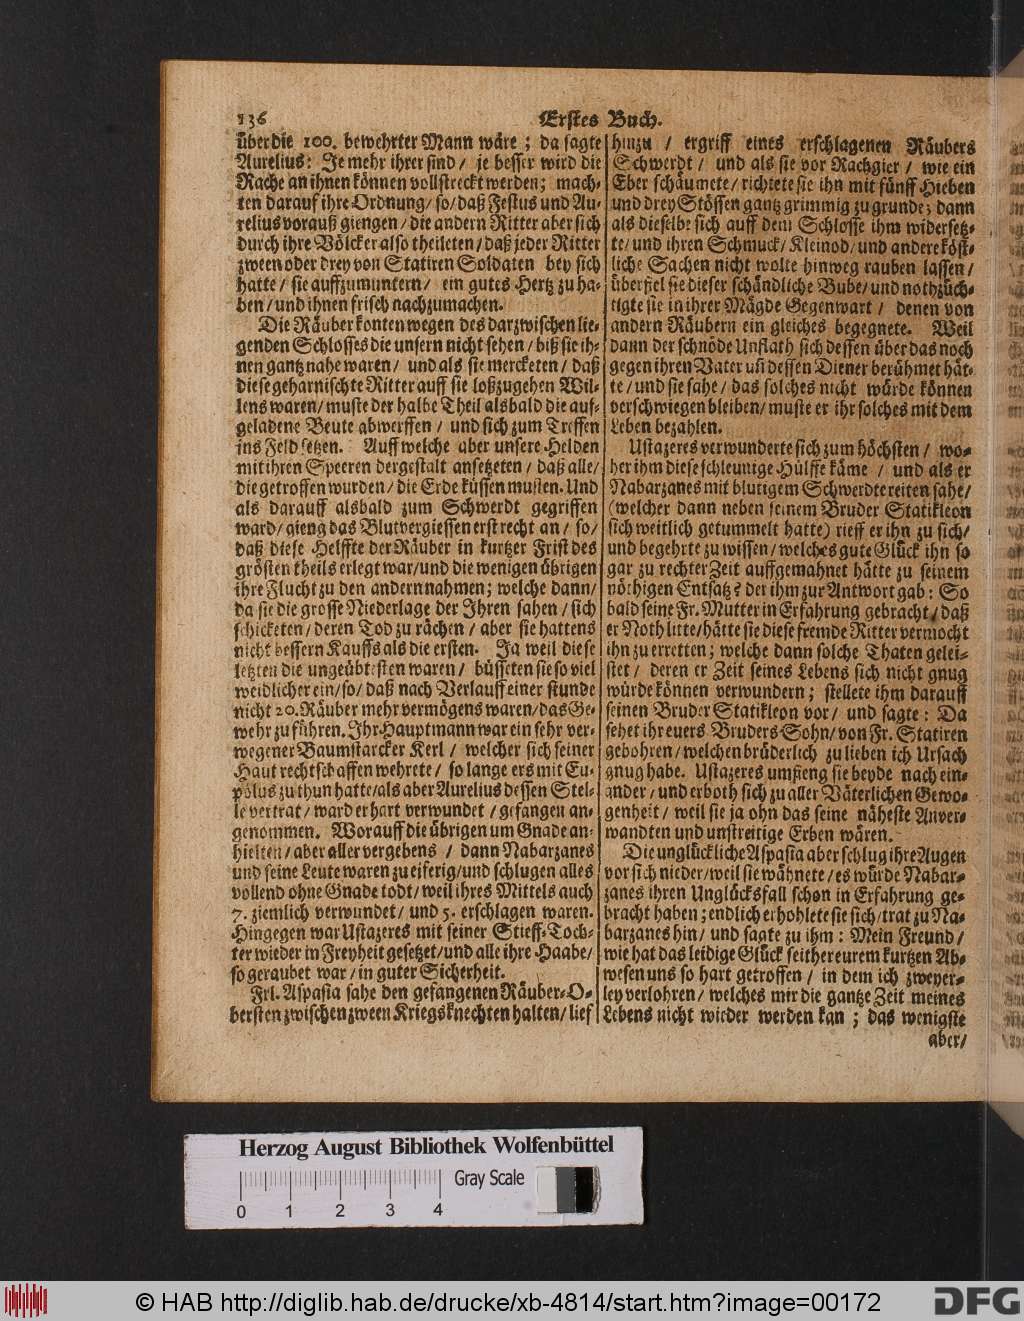 136
Erstes Buch.
über die 100. bewehrter Mann wäre; da sagte
Aurelius: Je mehr ihrer sind/ je besser wird die
Rache an ihnen können vollstreckt werden; mach-
ten darauf ihre Ordnung/ so/ daß Festus und Au-
relius vorauß giengen/ die andern Ritter aber sich
durch ihre Völcker also theileten/ daß jeder Ritter
zween oder drey von Statiren Soldaten bey sich
hatte/ sie auffzumuntern/ ein gutes Hertz zu ha-
ben/ und ihnen frisch nachzumachen.
Die Räuber konten wegen des darzwischen lie-
genden Schlosses die unsern nicht sehen/ biß sie ih-
nen gantz nahe waren/ und als sie mercketen/ daß
diese geharnischte Ritter auff sie loßzugehen Wil-
lens waren/ muste der halbe Theil alsbald die auf-
geladene Beute abwerffen/ und sich zum Treffen
ins Feld setzen. Auff welche aber unsere Helden
mit ihren Speeren dergestalt ansetzeten/ daß alle/
die getroffen wurden/ die Erde küssen musten. Und
als darauff alsbald zum Schwerdt gegriffen
ward/ gieng das Blutvergiessen erst recht an/ so/
daß diese Helffte der Räuber in kurtzer Frist des
grösten theils erlegt war/ und die wenigen übrigen
ihre Flucht zu den andern nahmen; welche dann/
da sie die grosse Niederlage der Ihren sahen/ sich
schicketen/ deren Tod zu rächen/ aber sie hattens
nicht bessern Kauffs als die ersten. Ja weil diese
letzten die ungeübtesten waren/ büsseten sie so viel
weidlicher ein/ so/ daß nach Verlauff einer stunde
nicht 20. Räuber mehr vermögens waren/ das Ge-
wehr zu führen. Ihr Hauptmann war ein sehr ver-
wegener Baumstarcker Kerl/ welcher sich seiner
Haut rechtschaffen wehrete/ so lange ers mit Eu-
polus zu thun hatte/ als aber Aurelius dessen Stel-
le vertrat/ ward er hart verwundet/ gefangen an-
genommen. Worauff die übrigen um Gnade an-
hielten/ aber aller vergebens/ dann Nabarzanes
und seine Leute waren zu eiferig/ und schlugen alles
vollend ohne Gnade todt/ weil ihres Mittels auch
7. ziemlich verwundet/ und 5. erschlagen waren.
Hingegen war Ustazeres mit seiner Stieff-Toch-
ter wieder in Freyheit gesetzet/ und alle ihre Haabe/
so geraubet war/ in guter Sicherheit.
Frl. Aspasia sahe den gefangenen Räuber-O-
bersten zwischen zween Kriegsknechten halten/ lief
hinzu/ ergriff eines erschlagenen Räubers
Schwerdt/ und als sie vor Rachgier/ wie ein
Eber schäumete/ richtete sie ihn mit fünff Hieben
und drey Stössen gantz grimmig zu grunde; dann
als dieselbe sich auff dem Schlosse ihm widersetz-
te/ und ihren Schmuck/ Kleinod/ und andere köst-
liche Sachen nicht wolte hinweg rauben lassen/
überfiel sie dieser schändliche Bube/ und nothzüch-
tigte sie in ihrer Mägde Gegenwart/ denen von
andern Räubern ein gleiches begegnete. Weil
dann der schnöde Unflath sich dessen über das noch
gegen ihren Vater uñ dessen Diener berühmet hät-
te/ und sie sahe/ das solches nicht würde können
verschwiegen bleiben/ muste er ihr solches mit dem
Leben bezahlen.
Ustazeres verwunderte sich zum höchsten/ wo-
her ihm diese schleunige Hülffe käme/ und als er
Nabarzanes mit blutigem Schwerdte reiten sahe/
(welcher dann neben seinem Bruder Statikleon
sich weitlich getummelt hatte) rieff er ihn zu sich/
und begehrte zu wissen/ welches gute Glück ihn so
gar zu rechter Zeit auffgemahnet hätte zu seinem
nöthigen Entsatz? der ihm zur Antwort gab: So
bald seine Fr. Mutter in Erfahrung gebracht/ daß
er Noth litte/ hätte sie diese fremde Ritter vermocht
ihn zu erretten; welche dann solche Thaten gelei-
stet/ deren er Zeit seines Lebens sich nicht gnug
würde können verwundern; stellete ihm darauff
seinen Bruder Statikleon vor/ und sagte: Da
sehet ihr euers Bruders Sohn/ von Fr. Statiren
gebohren/ welchen brüderlich zu lieben ich Ursach
gnug habe. Ustazeres umfieng sie beyde nach ein-
ander/ und erboth sich zu aller Väterlichen Gewo-
genheit/ weil sie ja ohn das seine näheste Anver-
wandten und unstreitige Erben wären.
Die unglückliche Aspasia aber schlug ihre Augen
vor sich nieder/ weil sie wähnete/ es würde Nabar-
zanes ihren Unglücksfall schon in Erfahrung ge-
bracht haben; endlich erhohlete sie sich/ trat zu Na-
barzanes hin/ und sagte zu ihm: Mein Freund/
wie hat das leidige Glück seither eurem kurtzen Ab-
wesen uns so hart getroffen/ in dem ich zweyer-
ley verlohren/ welches mir die gantze Zeit meines
Lebens nicht wieder werden kan; das wenigste
aber/
Herzog August Bibliothek Wolfenbüttel
Gray Scale
0 1 2 3 4
© HAB http://diglib.hab.de/drucke/xb-4814/start.htm?image=00172
DFG